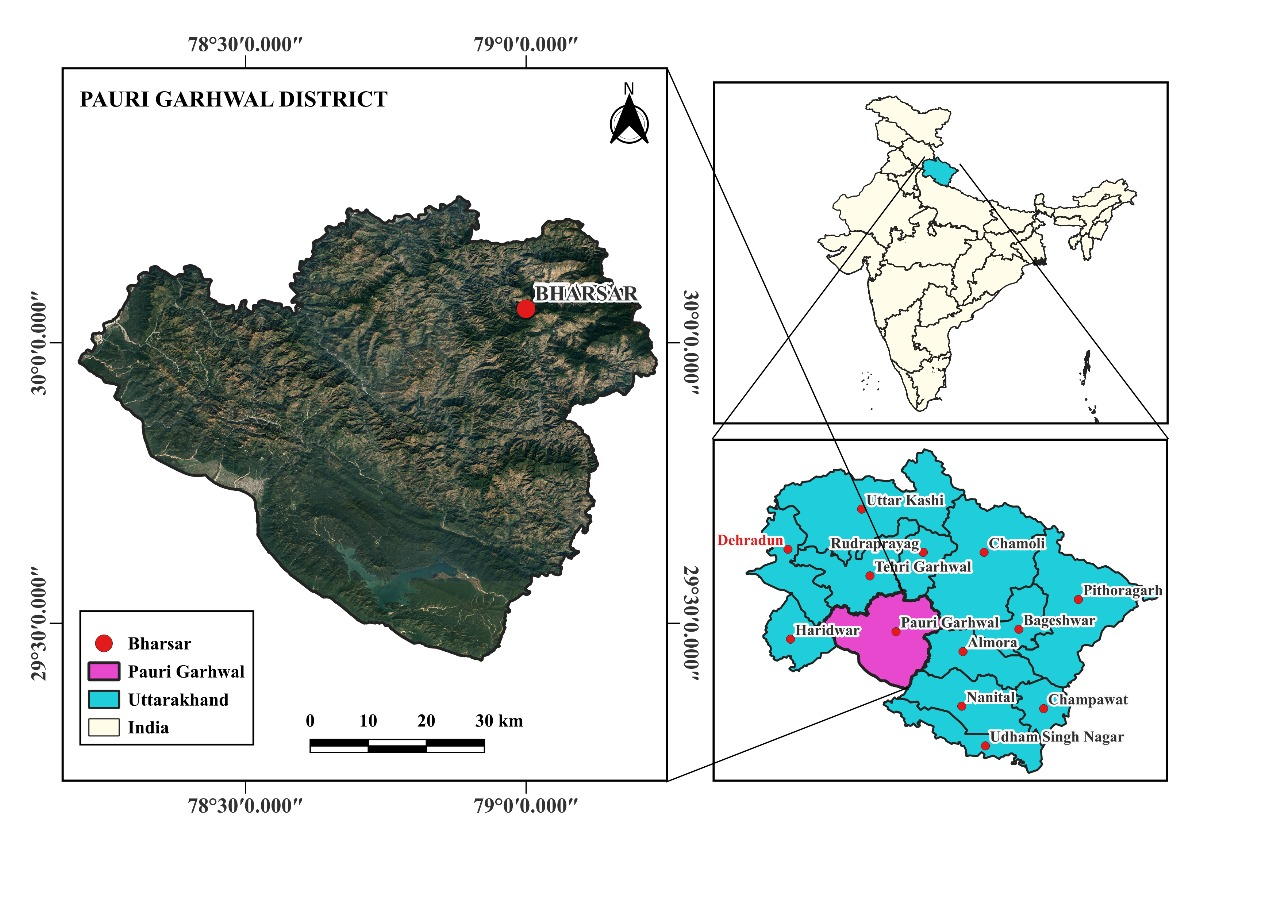 78°30′0.000″ 79°0′0.000″
PAURI GARHWAL DISTRICT
N
BHARSAR
30°0′0.000″
30°0′0.000″
29°30′0.000″
29°30′0.000″
Bharsar
Pauri Garhwal
Uttarakhand
India
0 10 20 30 km
78°30′0.000″ 79°0′0.000″
Uttar Kashi
Dehradun
Rudraprayag
Chamoli
Tehri Garhwal
Pithoragarh
Haridwar
Pauri Garhwal
Bageshwar
Almora
Nanital
Champawat
Udham Singh Nagar